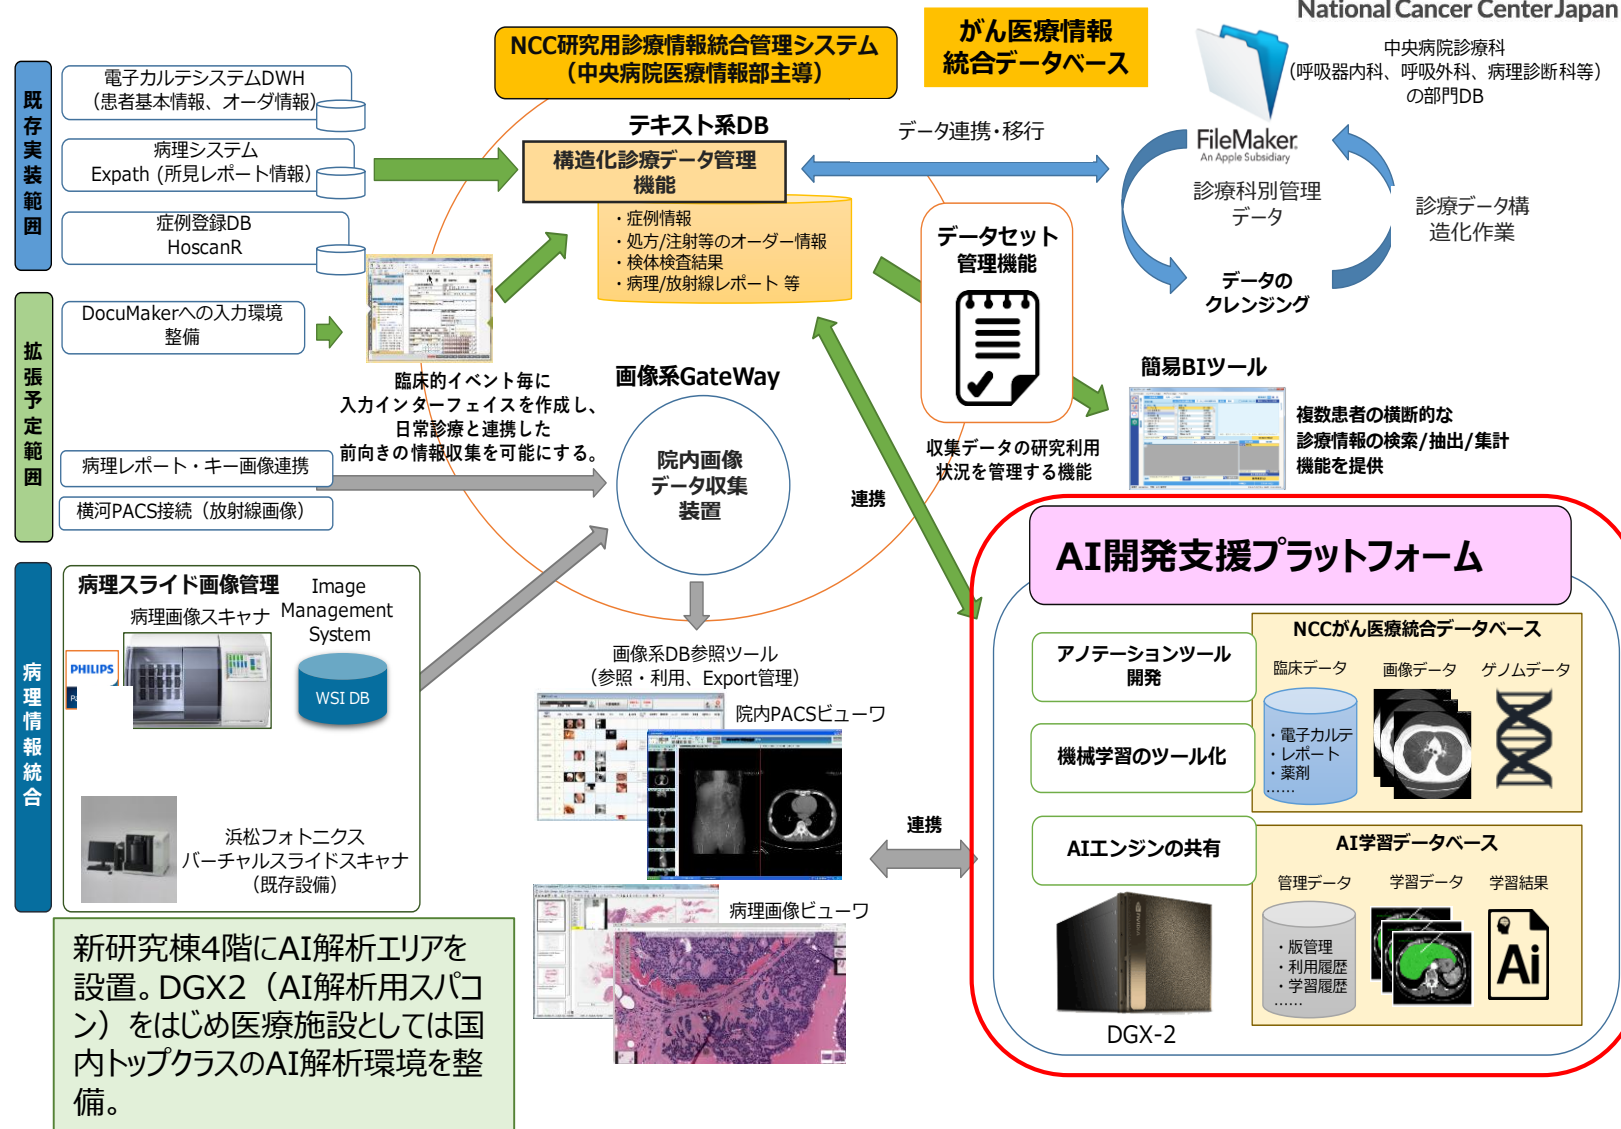 National Cancer Center Japan
中央病院診療科
（呼吸器内科、呼吸外科、病理診断科等）
の部門DB
がん医療情報
統合データベース
NCC研究用診療情報統合管理システム
（中央病院医療情報部主導）
既存実装範囲
電子カルテシステムDWH
（患者基本情報、オーダ情報）
病理システム
Expath (所見レポート情報）
症例登録DB
HoscanR
テキスト系DB
構造化診療データ管理
機能
・症例情報
・処方/注射等のオーダー情報
・検体検査結果
・病理/放射線レポート 等
データ連携・移行
FileMaker
An Apple Subsidiary
診療科別管理
データ
診療データ構
造化作業
データの
クレンジング
データセット
管理機能
収集データの研究利用
状況を管理する機能
簡易BIツール
複数患者の横断的な
診療情報の検索/抽出/集計
機能を提供
拡張予定範囲
DocuMakerへの入力環境
整備
臨床的イベント毎に
入力インターフェイスを作成し、
日常診療と連携した
前向きの情報収集を可能にする。
病理レポート・キー画像連携
横河PACS接続（放射線画像）
画像系GateWay
院内画像
データ収集
装置
連携
病理情報統合
病理スライド画像管理
病理画像スキャナ
Image
Management
System
PHILIPS
WSI DB
浜松フォトニクス
バーチャルスライドスキャナ
（既存設備）
画像系DB参照ツール
（参照・利用、Export管理）
院内PACSビューワ
病理画像ビューワ
連携
AI開発支援プラットフォーム
アノテーションツール
開発
機械学習のツール化
AIエンジンの共有
DGX-2
NCCがん医療統合データベース
臨床データ
画像データ
ゲノムデータ
・電子カルテ
・レポート
・薬剤
……
AI学習データベース
管理データ
学習データ
学習結果
・版管理
・利用履歴
・学習履歴
……
Ai
新研究棟4階にAI解析エリアを
設置。DGX2（AI解析用スパコ
ン）をはじめ医療施設としては国
内トップクラスのAI解析環境を整
備。